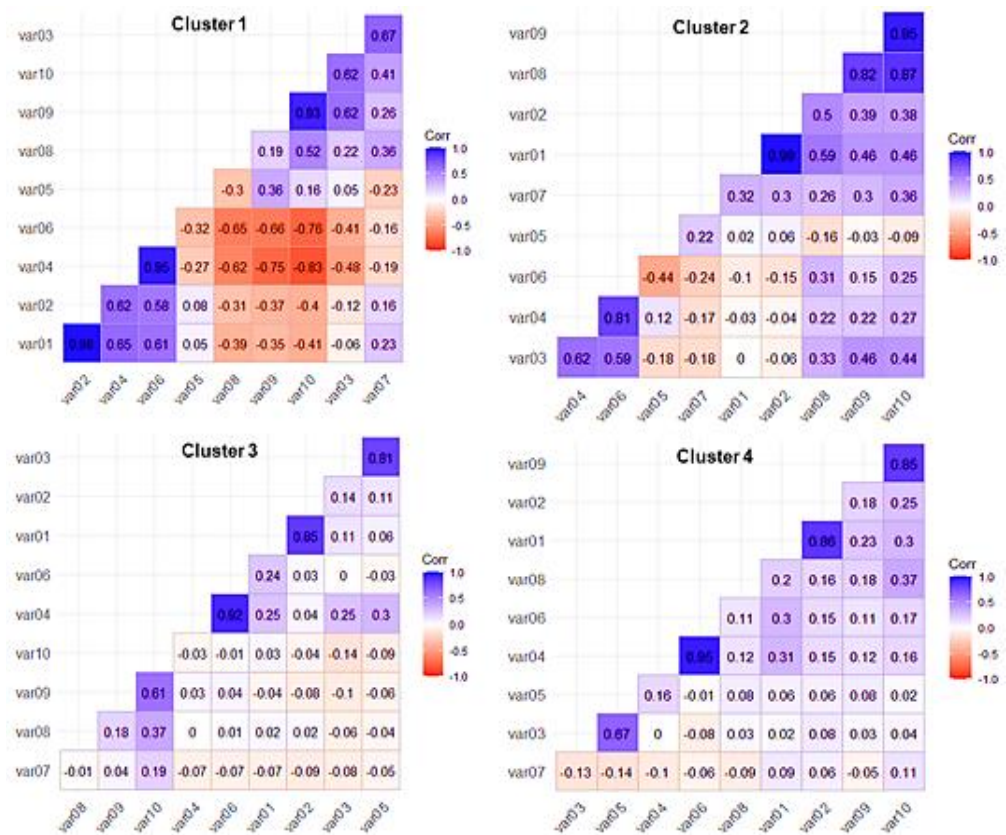 Cluster 1
var03 0.67
var10 0.62 0.41
var09 0.93 0.62 0.26
var08 0.19 0.52 0.22 0.36
var05 -0.3 0.36 0.16 0.05 -0.23
var06 -0.32 -0.65 -0.66 -0.76 -0.41 -0.16
var04 0.95 -0.27 -0.62 -0.75 -0.83 -0.48 -0.19
var02 0.62 0.58 0.08 -0.31 -0.37 -0.4 -0.12 0.16
var01 0.98 0.65 0.61 0.05 -0.39 -0.35 -0.41 -0.06 0.23
var02 var04 var06 var05 var08 var09 var10 var03 var07
Corr
1.0
0.5
0.0
-0.5
-1.0
Cluster 2
var09 0.95
var08 0.82 0.87
var02 0.5 0.39 0.38
var01 0.99 0.59 0.46 0.46
var07 0.32 0.3 0.26 0.3 0.36
var05 0.22 0.02 0.06 -0.16 -0.03 -0.09
var06 -0.44 -0.24 -0.1 -0.15 0.31 0.15 0.25
var04 0.81 0.12 -0.17 -0.03 -0.04 0.22 0.22 0.27
var03 0.62 0.59 -0.18 -0.18 0 -0.06 0.33 0.46 0.44
var04 var06 var05 var07 var01 var02 var08 var09 var10
Corr
1.0
0.5
0.0
-0.5
-1.0
Cluster 3
var03 0.81
var02 0.14 0.11
var01 0.85 0.11 0.06
var06 0.24 0.03 0 -0.03
var04 0.92 0.25 0.04 0.25 0.3
var10 -0.03 -0.01 0.03 -0.04 -0.14 -0.09
var09 0.61 0.03 0.04 -0.04 -0.08 -0.1 -0.06
var08 0.18 0.37 0 0.01 0.02 0.02 -0.06 -0.04
var07 -0.01 0.04 0.19 -0.07 -0.07 -0.07 -0.09 -0.08 -0.05
var08 var09 var10 var04 var06 var01 var02 var03 var05
Corr
1.0
0.5
0.0
-0.5
-1.0
Cluster 4
var09 0.85
var02 0.18 0.25
var01 0.86 0.23 0.3
var08 0.2 0.16 0.18 0.37
var06 0.11 0.3 0.15 0.11 0.17
var04 0.95 0.12 0.31 0.15 0.12 0.16
var05 0.16 -0.01 0.08 0.06 0.06 0.08 0.02
var03 0.67 0 -0.08 0.03 0.02 0.08 0.03 0.04
var07 -0.13 -0.14 -0.1 -0.06 -0.09 0.09 0.06 -0.05 0.11
var03 var05 var04 var06 var08 var01 var02 var09 var10
Corr
1.0
0.5
0.0
-0.5
-1.0